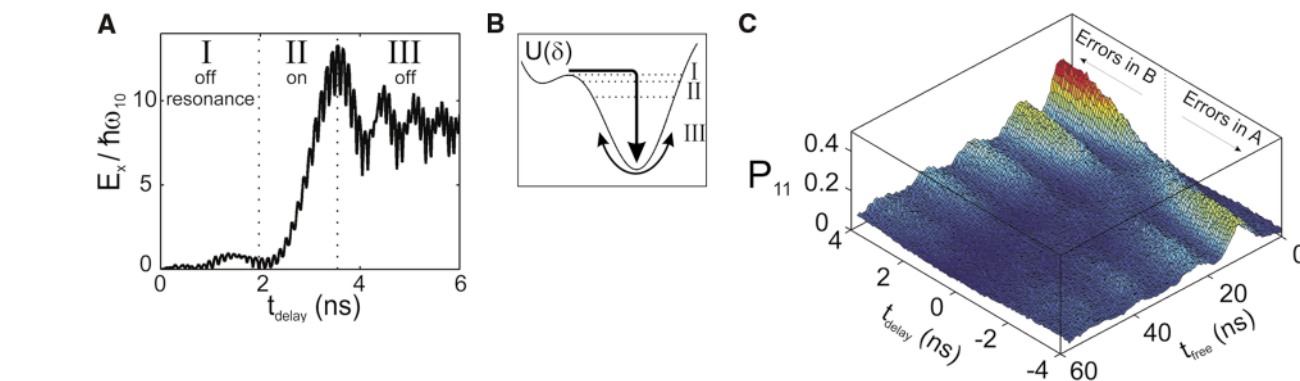 A
I
II
III
off
on
off
resonance
E_x / ħω_10
10
5
0
0
2
4
6
t_delay (ns)
B
U(δ)
I
II
III
C
Errors in B
Errors in A
P_11
0.4
0.2
0
4
2
0
-2
-4
t_delay (ns)
60
40
20
0
t_free (ns)